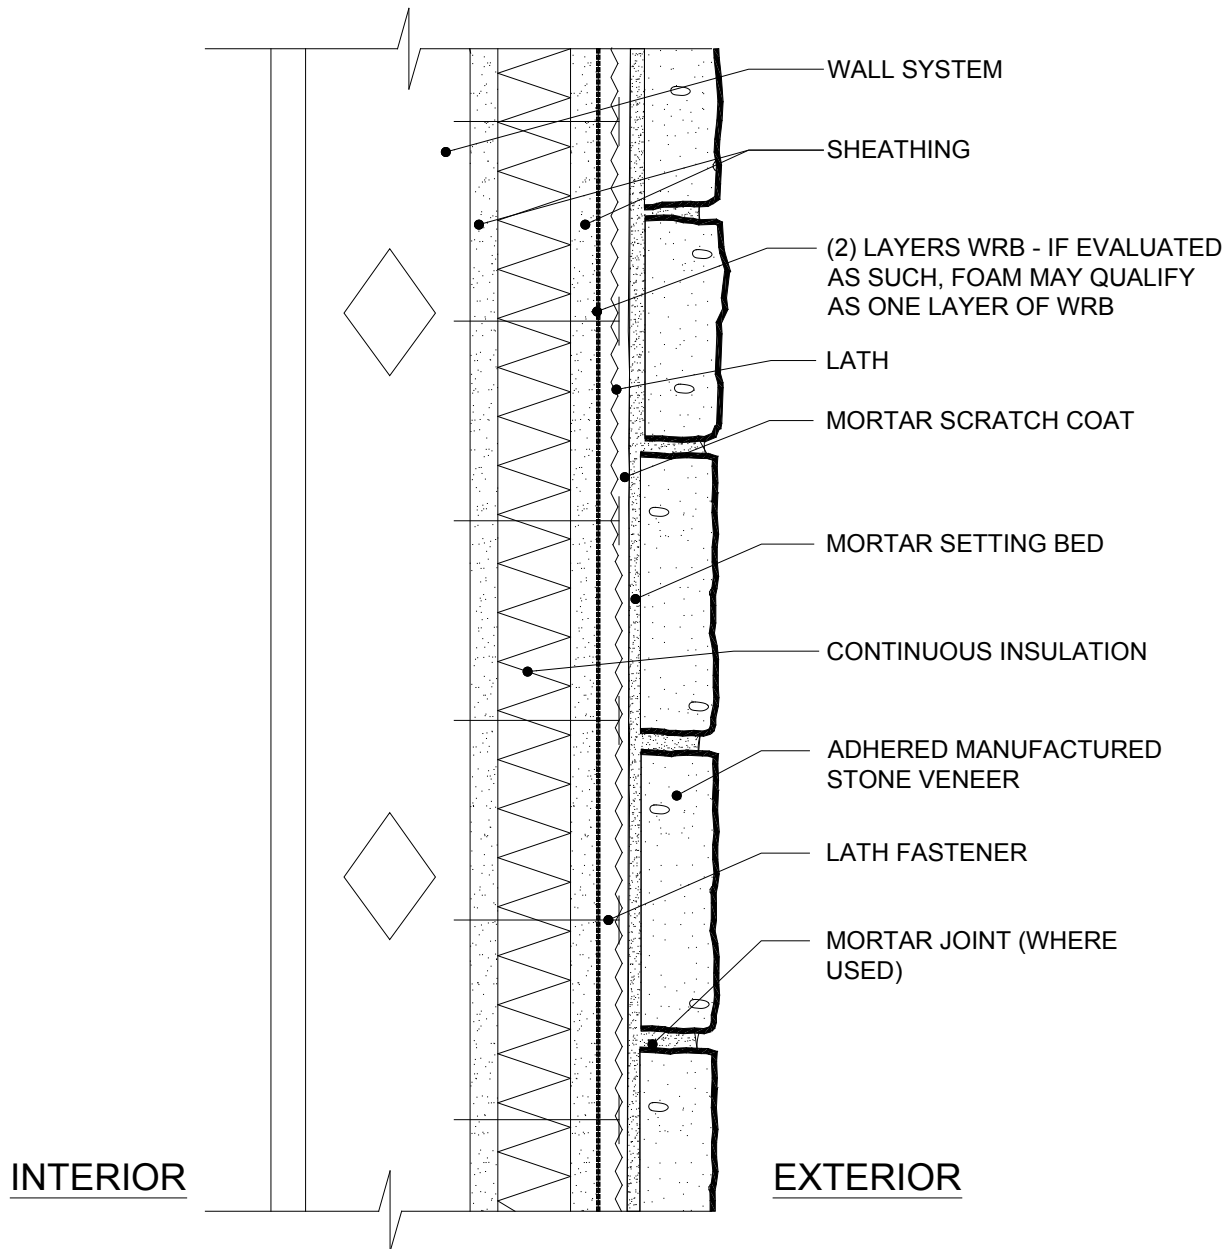 WALL SYSTEM
SHEATHING
(2) LAYERS WRB - IF EVALUATED
AS SUCH, FOAM MAY QUALIFY
AS ONE LAYER OF WRB
LATH
MORTAR SCRATCH COAT
MORTAR SETTING BED
CONTINUOUS INSULATION
ADHERED MANUFACTURED
STONE VENEER
LATH FASTENER
MORTAR JOINT (WHERE
USED)
INTERIOR
EXTERIOR